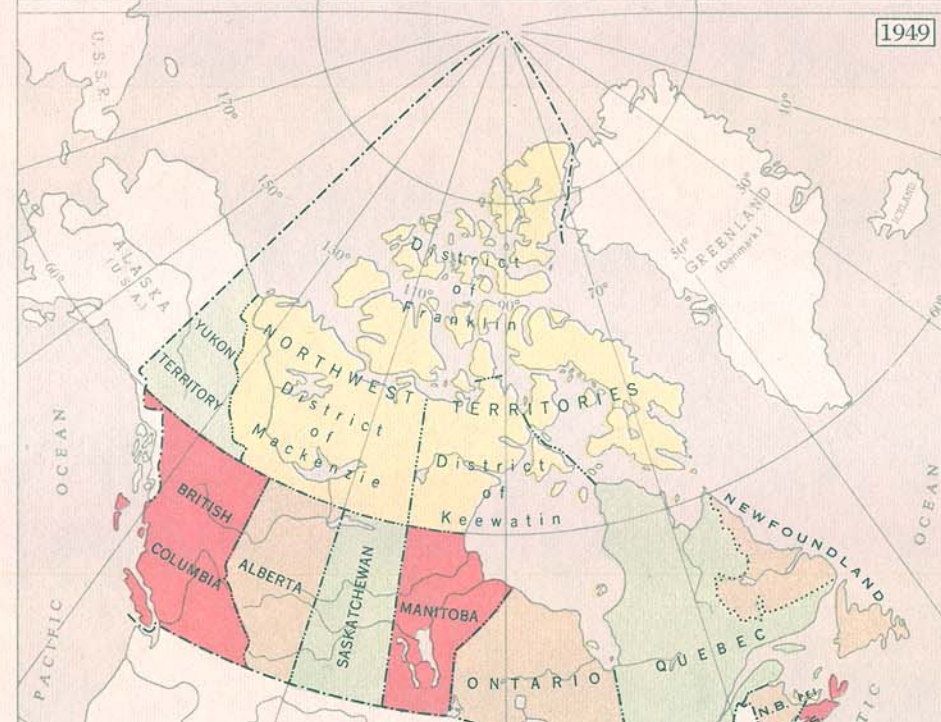 1949
U.S.S.R.
170°
10°
150°
30°
ICELAND
GREENLAND
(Denmark)
50°
130°
60°
ALASKA
(U.S.A.)
District
of
Franklin
110°
90°
70°
60°
YUKON
TERRITORY
NORTHWEST TERRITORIES
District
of
Mackenzie
District
of
Keewatin
PACIFIC OCEAN
OCEAN
NEWFOUNDLAND
BRITISH
COLUMBIA
ALBERTA
SASKATCHEWAN
MANITOBA
ONTARIO
QUEBEC
N.B.
P.E.I.
TIC